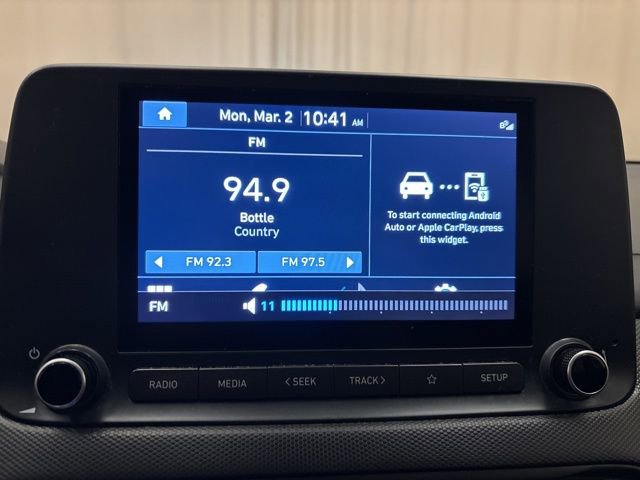 Mon, Mar. 2 10:41 AM
FM
94.9
Bottle
Country
FM 92.3 FM 97.5
To start connecting Android
Auto or Apple CarPlay, press
this widget.
FM 11
RADIO MEDIA < SEEK TRACK > SETUP